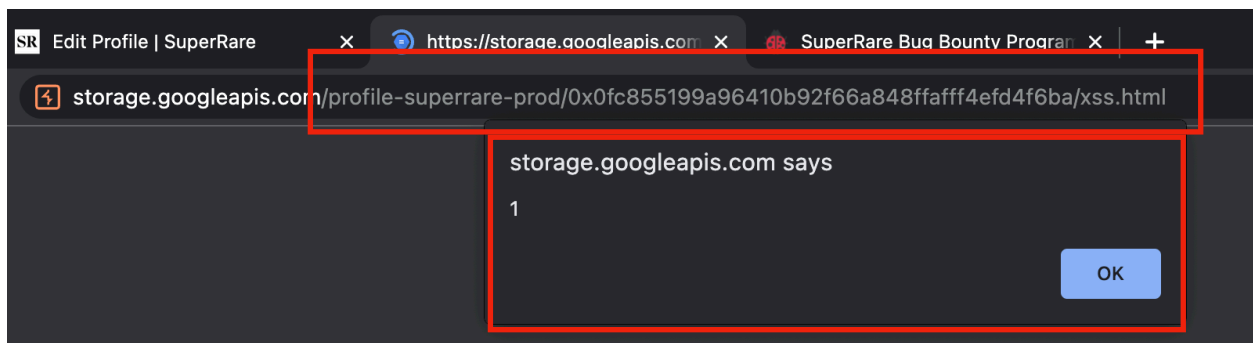 SR Edit Profile | SuperRare
https://storage.googleapis.com
SuperRare Bug Bounty Program
storage.googleapis.com/profile-superrare-prod/0x0fc855199a96410b92f66a848ffafff4efd4f6ba/xss.html
storage.googleapis.com says
1
OK